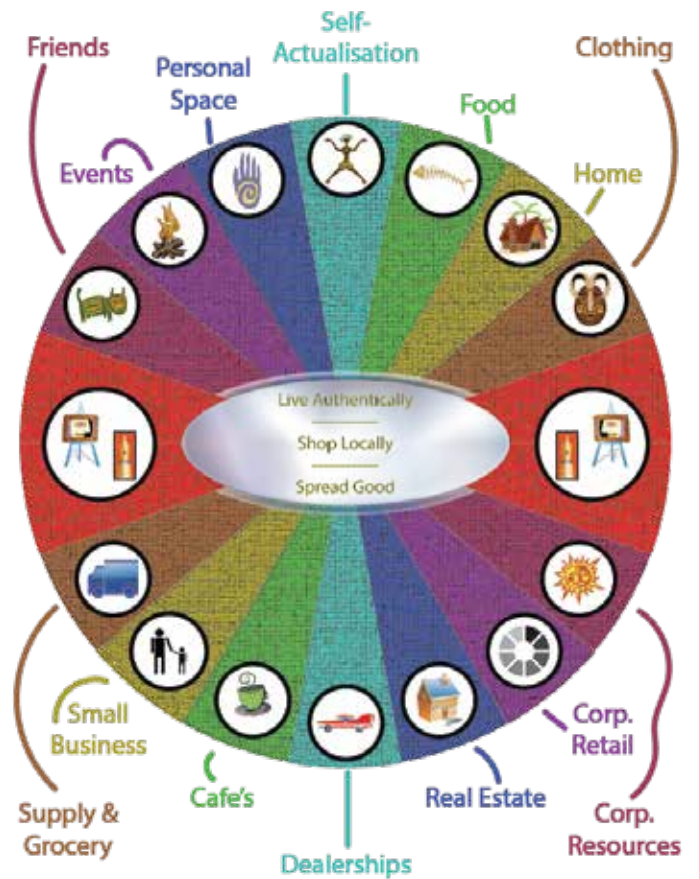 Self-
Actualisation
Friends
Clothing
Personal
Space
Food
Events
Home
Live Authentically
Shop Locally
Spread Good
Small
Business
Corp.
Retail
Cafe's
Real Estate
Supply &
Grocery
Corp.
Resources
Dealerships